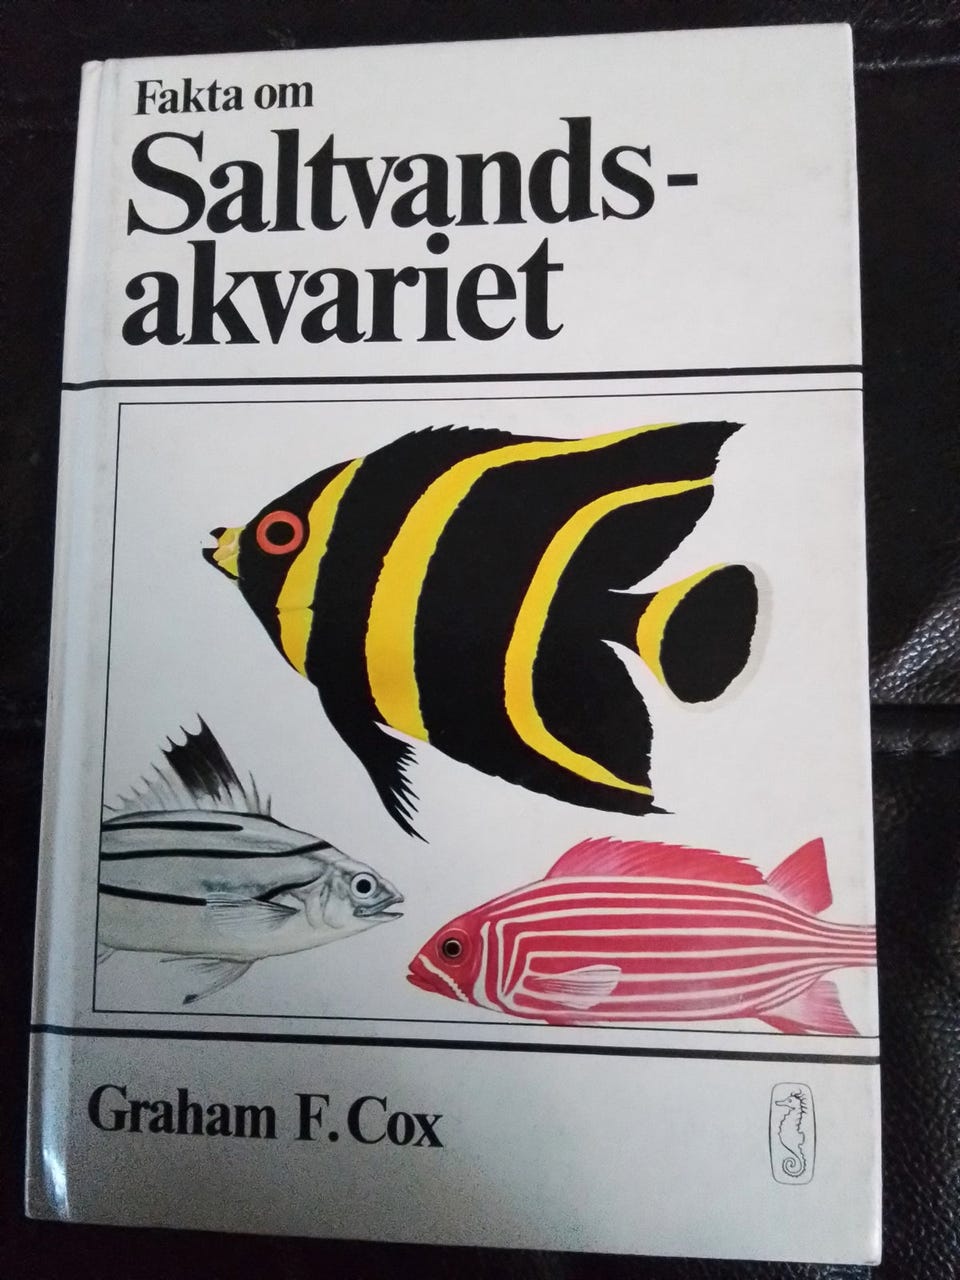 Fakta om
Saltvands-
akvariet
Graham F. Cox